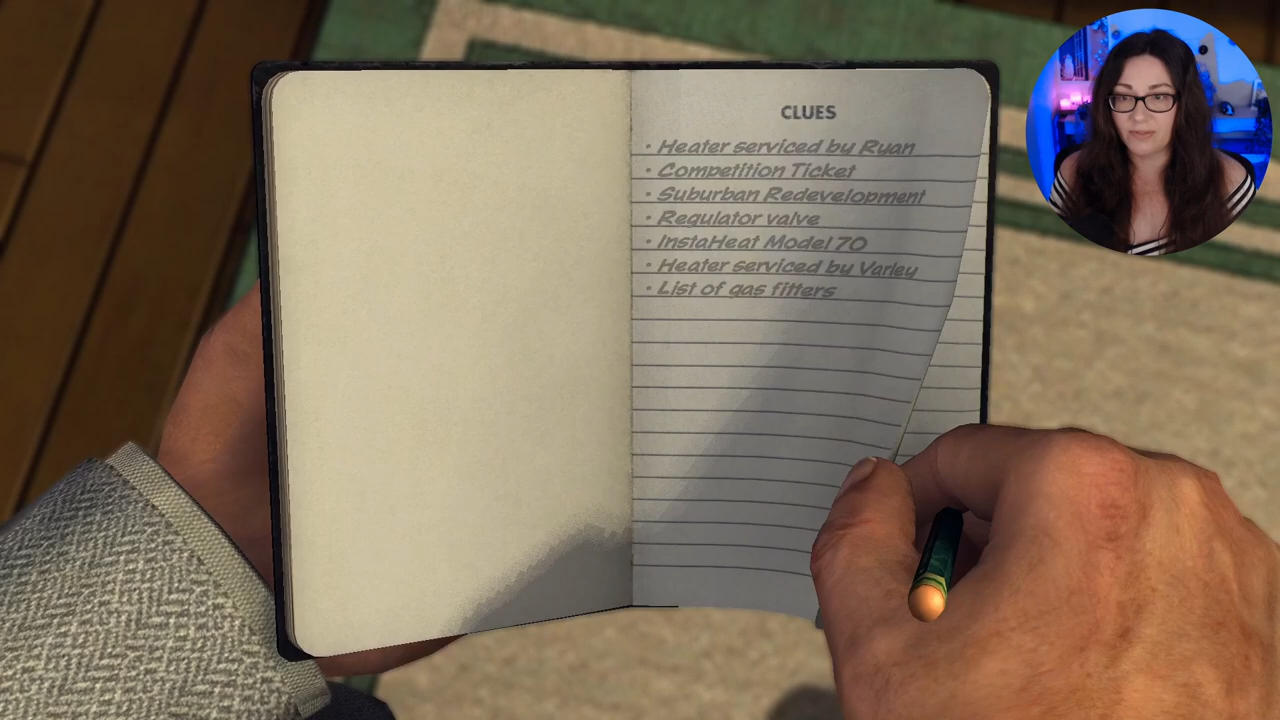 CLUES
• Heater serviced by Ryan
• Competition Ticket
• Suburban Redevelopment
• Regulator valve
• InstaHeat Model 70
• Heater serviced by Varley
• List of gas fitters